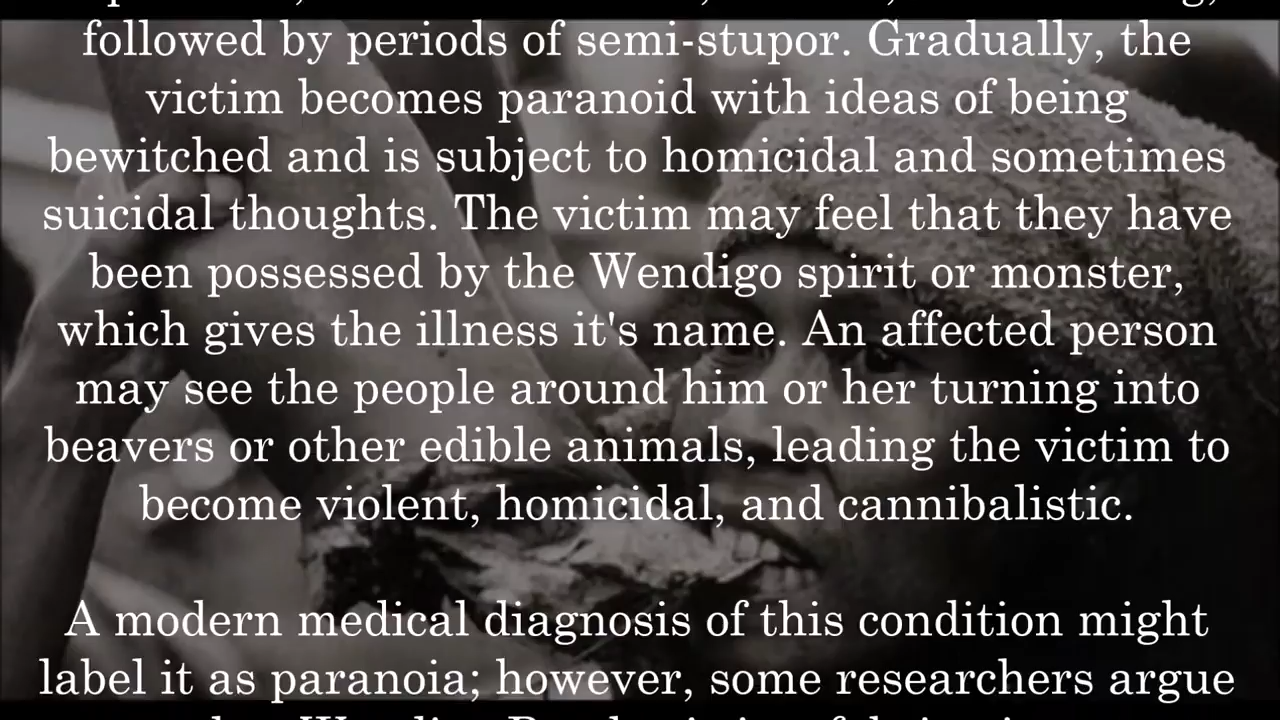 followed by periods of semi-stupor. Gradually, the
victim becomes paranoid with ideas of being
bewitched and is subject to homicidal and sometimes
suicidal thoughts. The victim may feel that they have
been possessed by the Wendigo spirit or monster,
which gives the illness it's name. An affected person
may see the people around him or her turning into
beavers or other edible animals, leading the victim to
become violent, homicidal, and cannibalistic.
A modern medical diagnosis of this condition might
label it as paranoia; however, some researchers argue